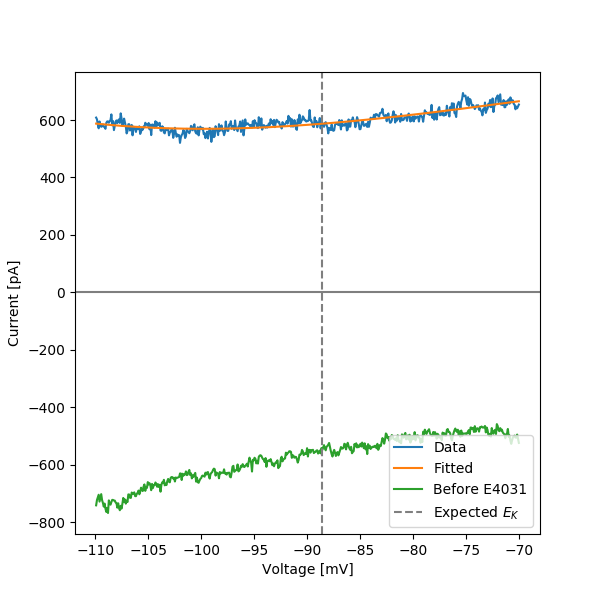 600
400
200
0
−200
−400
−600
−800
Current [pA]
−110 −105 −100 −95 −90 −85 −80 −75 −70
Voltage [mV]
Data
Fitted
Before E4031
Expected E_K